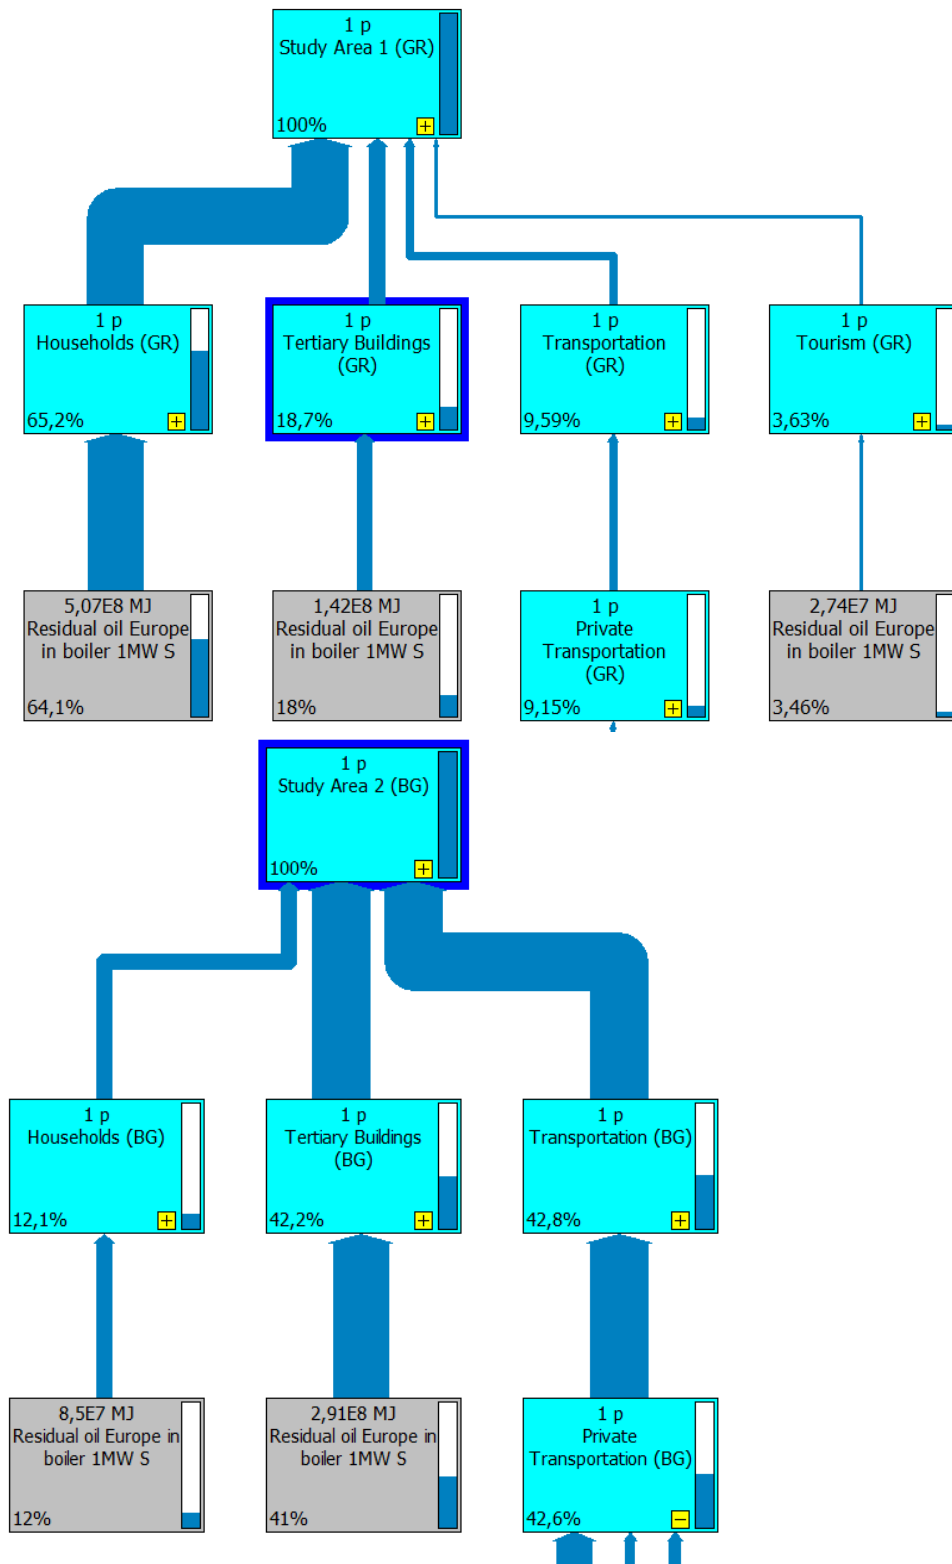 1 p
Study Area 1 (GR)
100%
+
1 p
Households (GR)
65,2%
+
1 p
Tertiary Buildings
(GR)
18,7%
+
1 p
Transportation
(GR)
9,59%
+
1 p
Tourism (GR)
3,63%
+
5,07E8 MJ
Residual oil Europe
in boiler 1MW S
64,1%
1,42E8 MJ
Residual oil Europe
in boiler 1MW S
18%
1 p
Private
Transportation
(GR)
9,15%
+
2,74E7 MJ
Residual oil Europe
in boiler 1MW S
3,46%
1 p
Study Area 2 (BG)
100%
+
1 p
Households (BG)
12,1%
+
1 p
Tertiary Buildings
(BG)
42,2%
+
1 p
Transportation (BG)
42,8%
+
8,5E7 MJ
Residual oil Europe in
boiler 1MW S
12%
2,91E8 MJ
Residual oil Europe in
boiler 1MW S
41%
1 p
Private
Transportation (BG)
42,6%
−